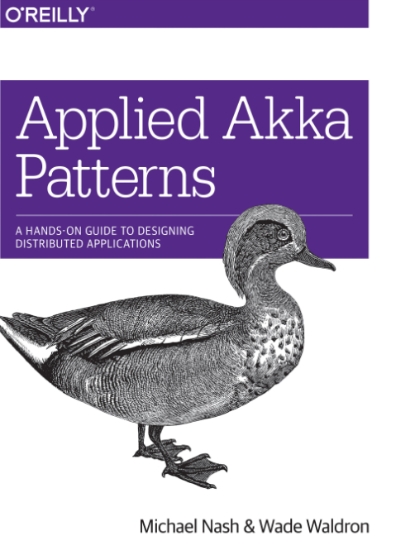 O'REILLY®
Applied Akka
Patterns
A HANDS-ON GUIDE TO DESIGNING
DISTRIBUTED APPLICATIONS
Michael Nash & Wade Waldron